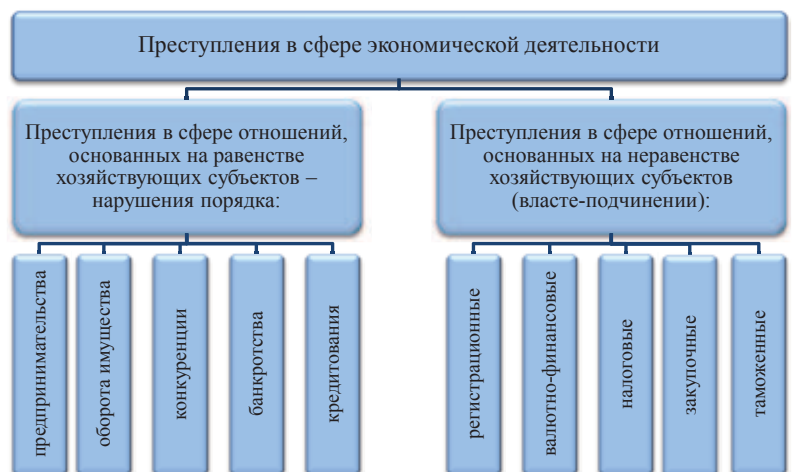 Преступления в сфере экономической деятельности
Преступления в сфере отношений,
основанных на равенстве
хозяйствующих субъектов –
нарушения порядка:
Преступления в сфере отношений,
основанных на неравенстве
хозяйствующих субъектов
(власте-подчинении):
предпринимательства
оборота имущества
конкуренции
банкротства
кредитования
регистрационные
валютно-финансовые
налоговые
закупочные
таможенные